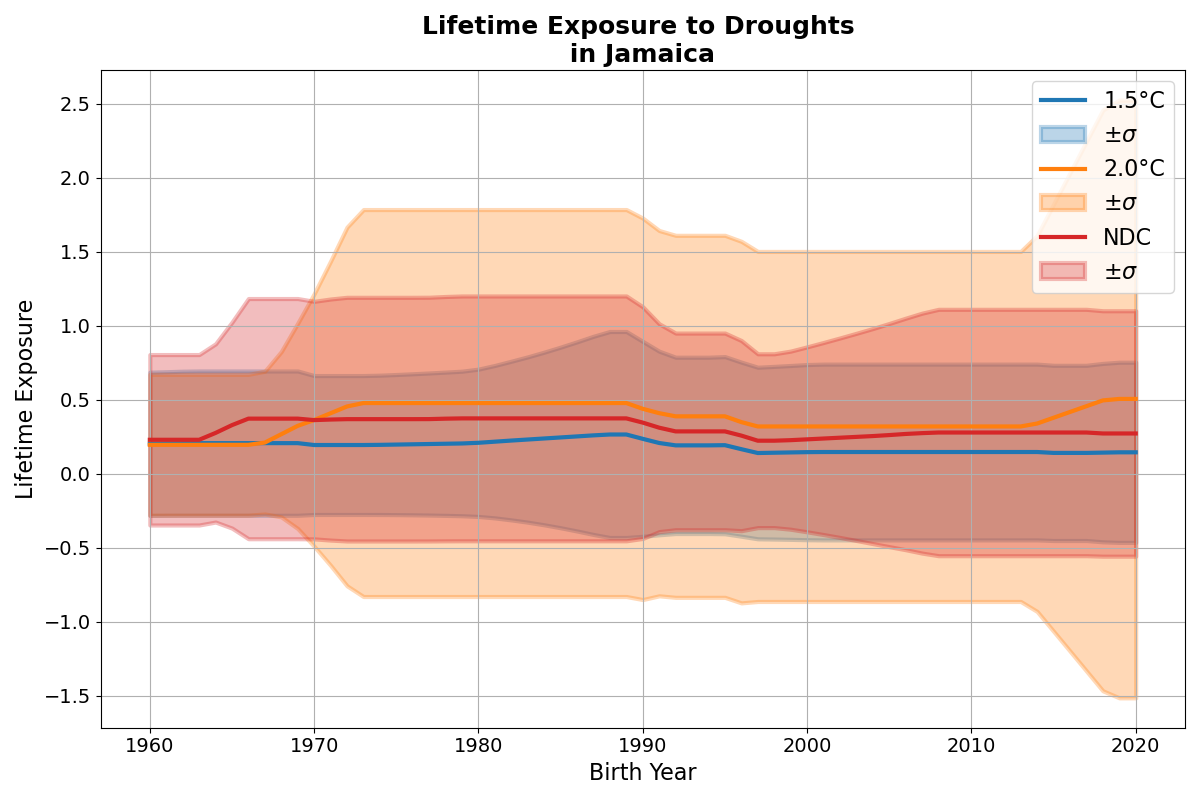 Lifetime Exposure to Droughts
in Jamaica
1.5°C
±σ
2.0°C
±σ
NDC
±σ
Lifetime Exposure
2.5
2.0
1.5
1.0
0.5
0.0
−0.5
−1.0
−1.5
1960 1970 1980 1990 2000 2010 2020
Birth Year